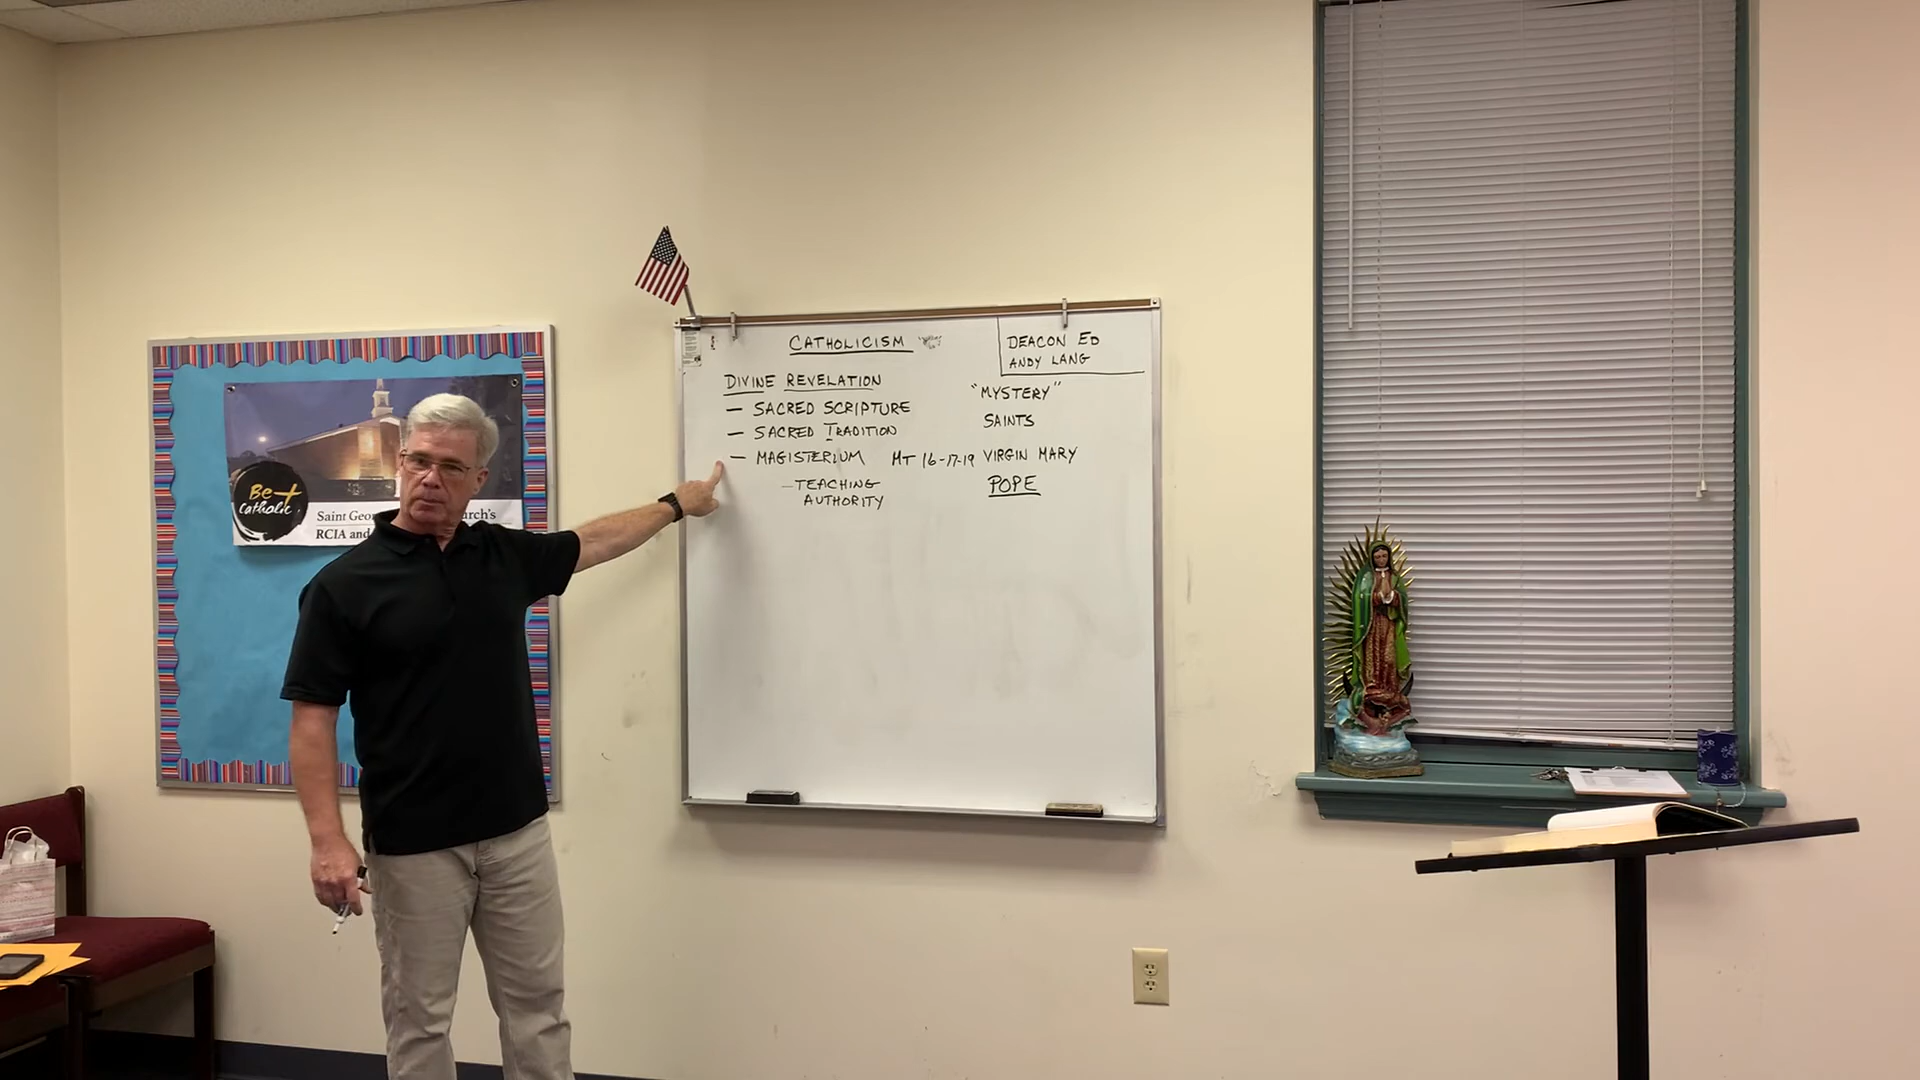 CATHOLICISM
DEACON ED
ANDY LANG
DIVINE REVELATION
— SACRED SCRIPTURE
— SACRED TRADITION
— MAGISTERIUM MT 16-17-19
– TEACHING
AUTHORITY
"MYSTERY"
SAINTS
VIRGIN MARY
POPE
Be
Catholic
Saint
RCIA and